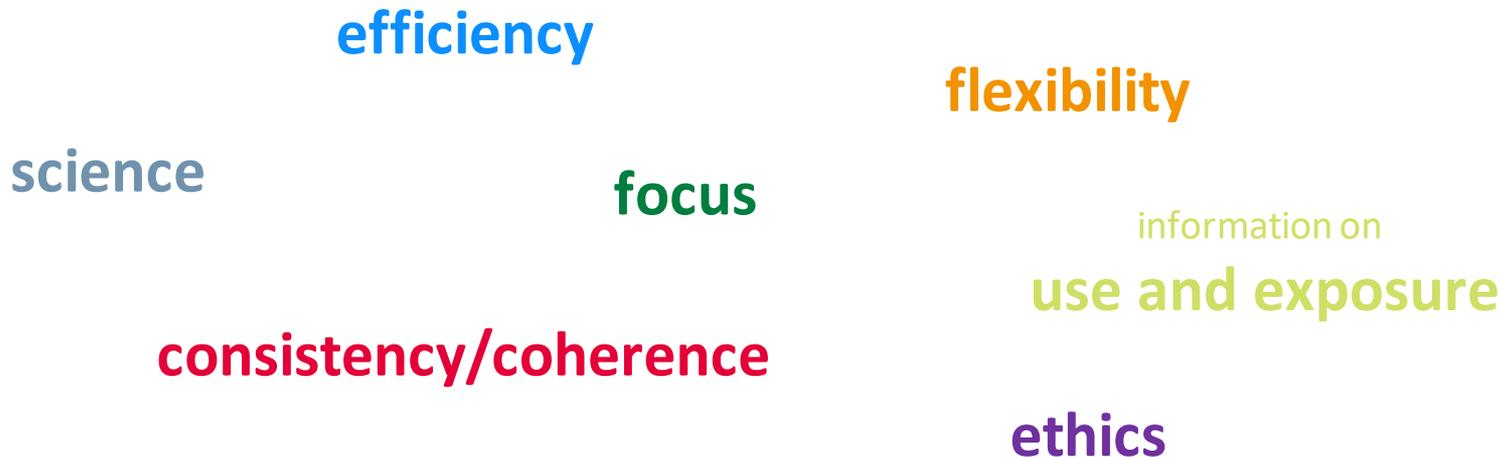 efficiency
flexibility
science
focus
information on
use and exposure
consistency/coherence
ethics